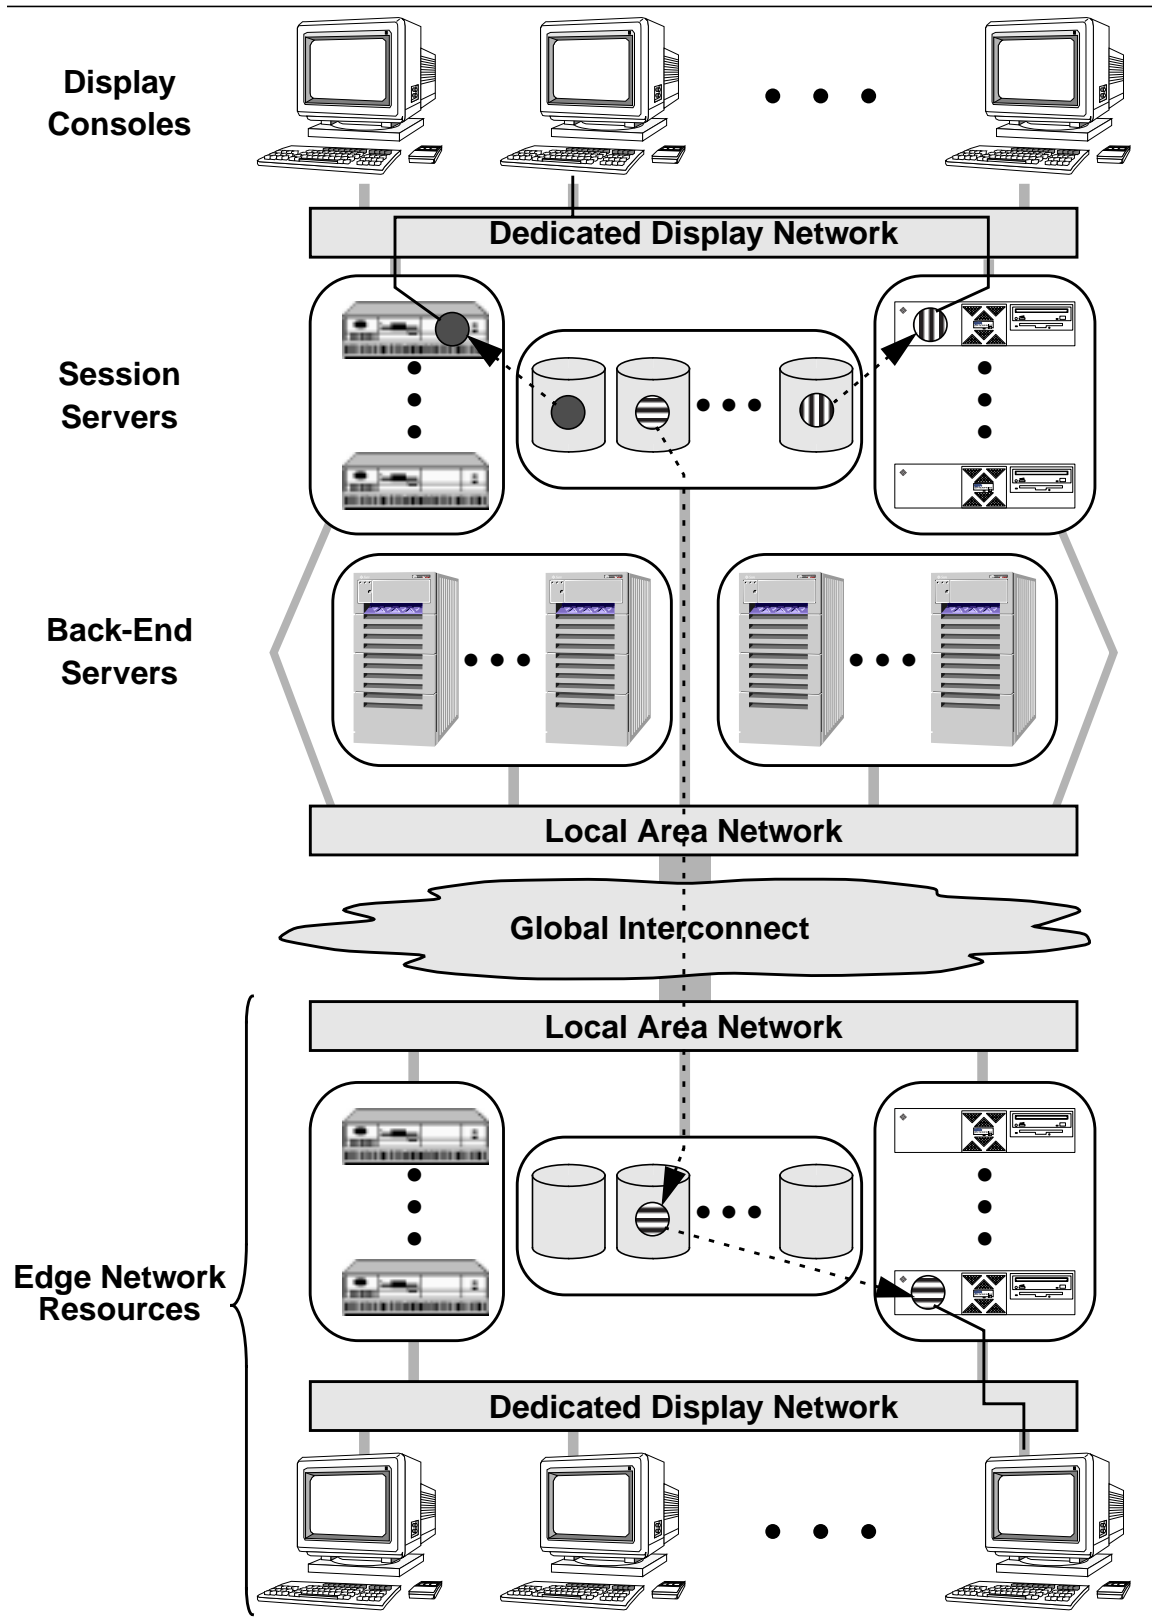 Display
Consoles
Dedicated Display Network
Session
Servers
Back-End
Servers
Local Area Network
Global Interconnect
Local Area Network
Edge Network
Resources
Dedicated Display Network